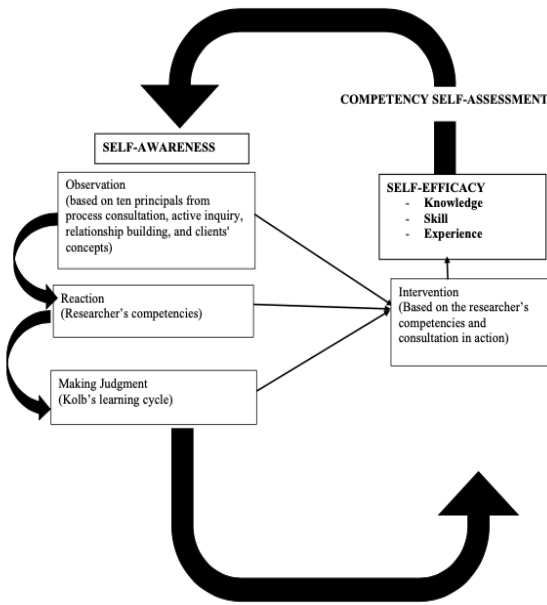 COMPETENCY SELF-ASSESSMENT
SELF-AWARENESS
Observation
(based on ten principals from
process consultation, active inquiry,
relationship building, and clients'
concepts)
SELF-EFFICACY
- Knowledge
- Skill
- Experience
Reaction
(Researcher's competencies)
Intervention
(Based on the researcher's
competencies and
consultation in action)
Making Judgment
(Kolb's learning cycle)